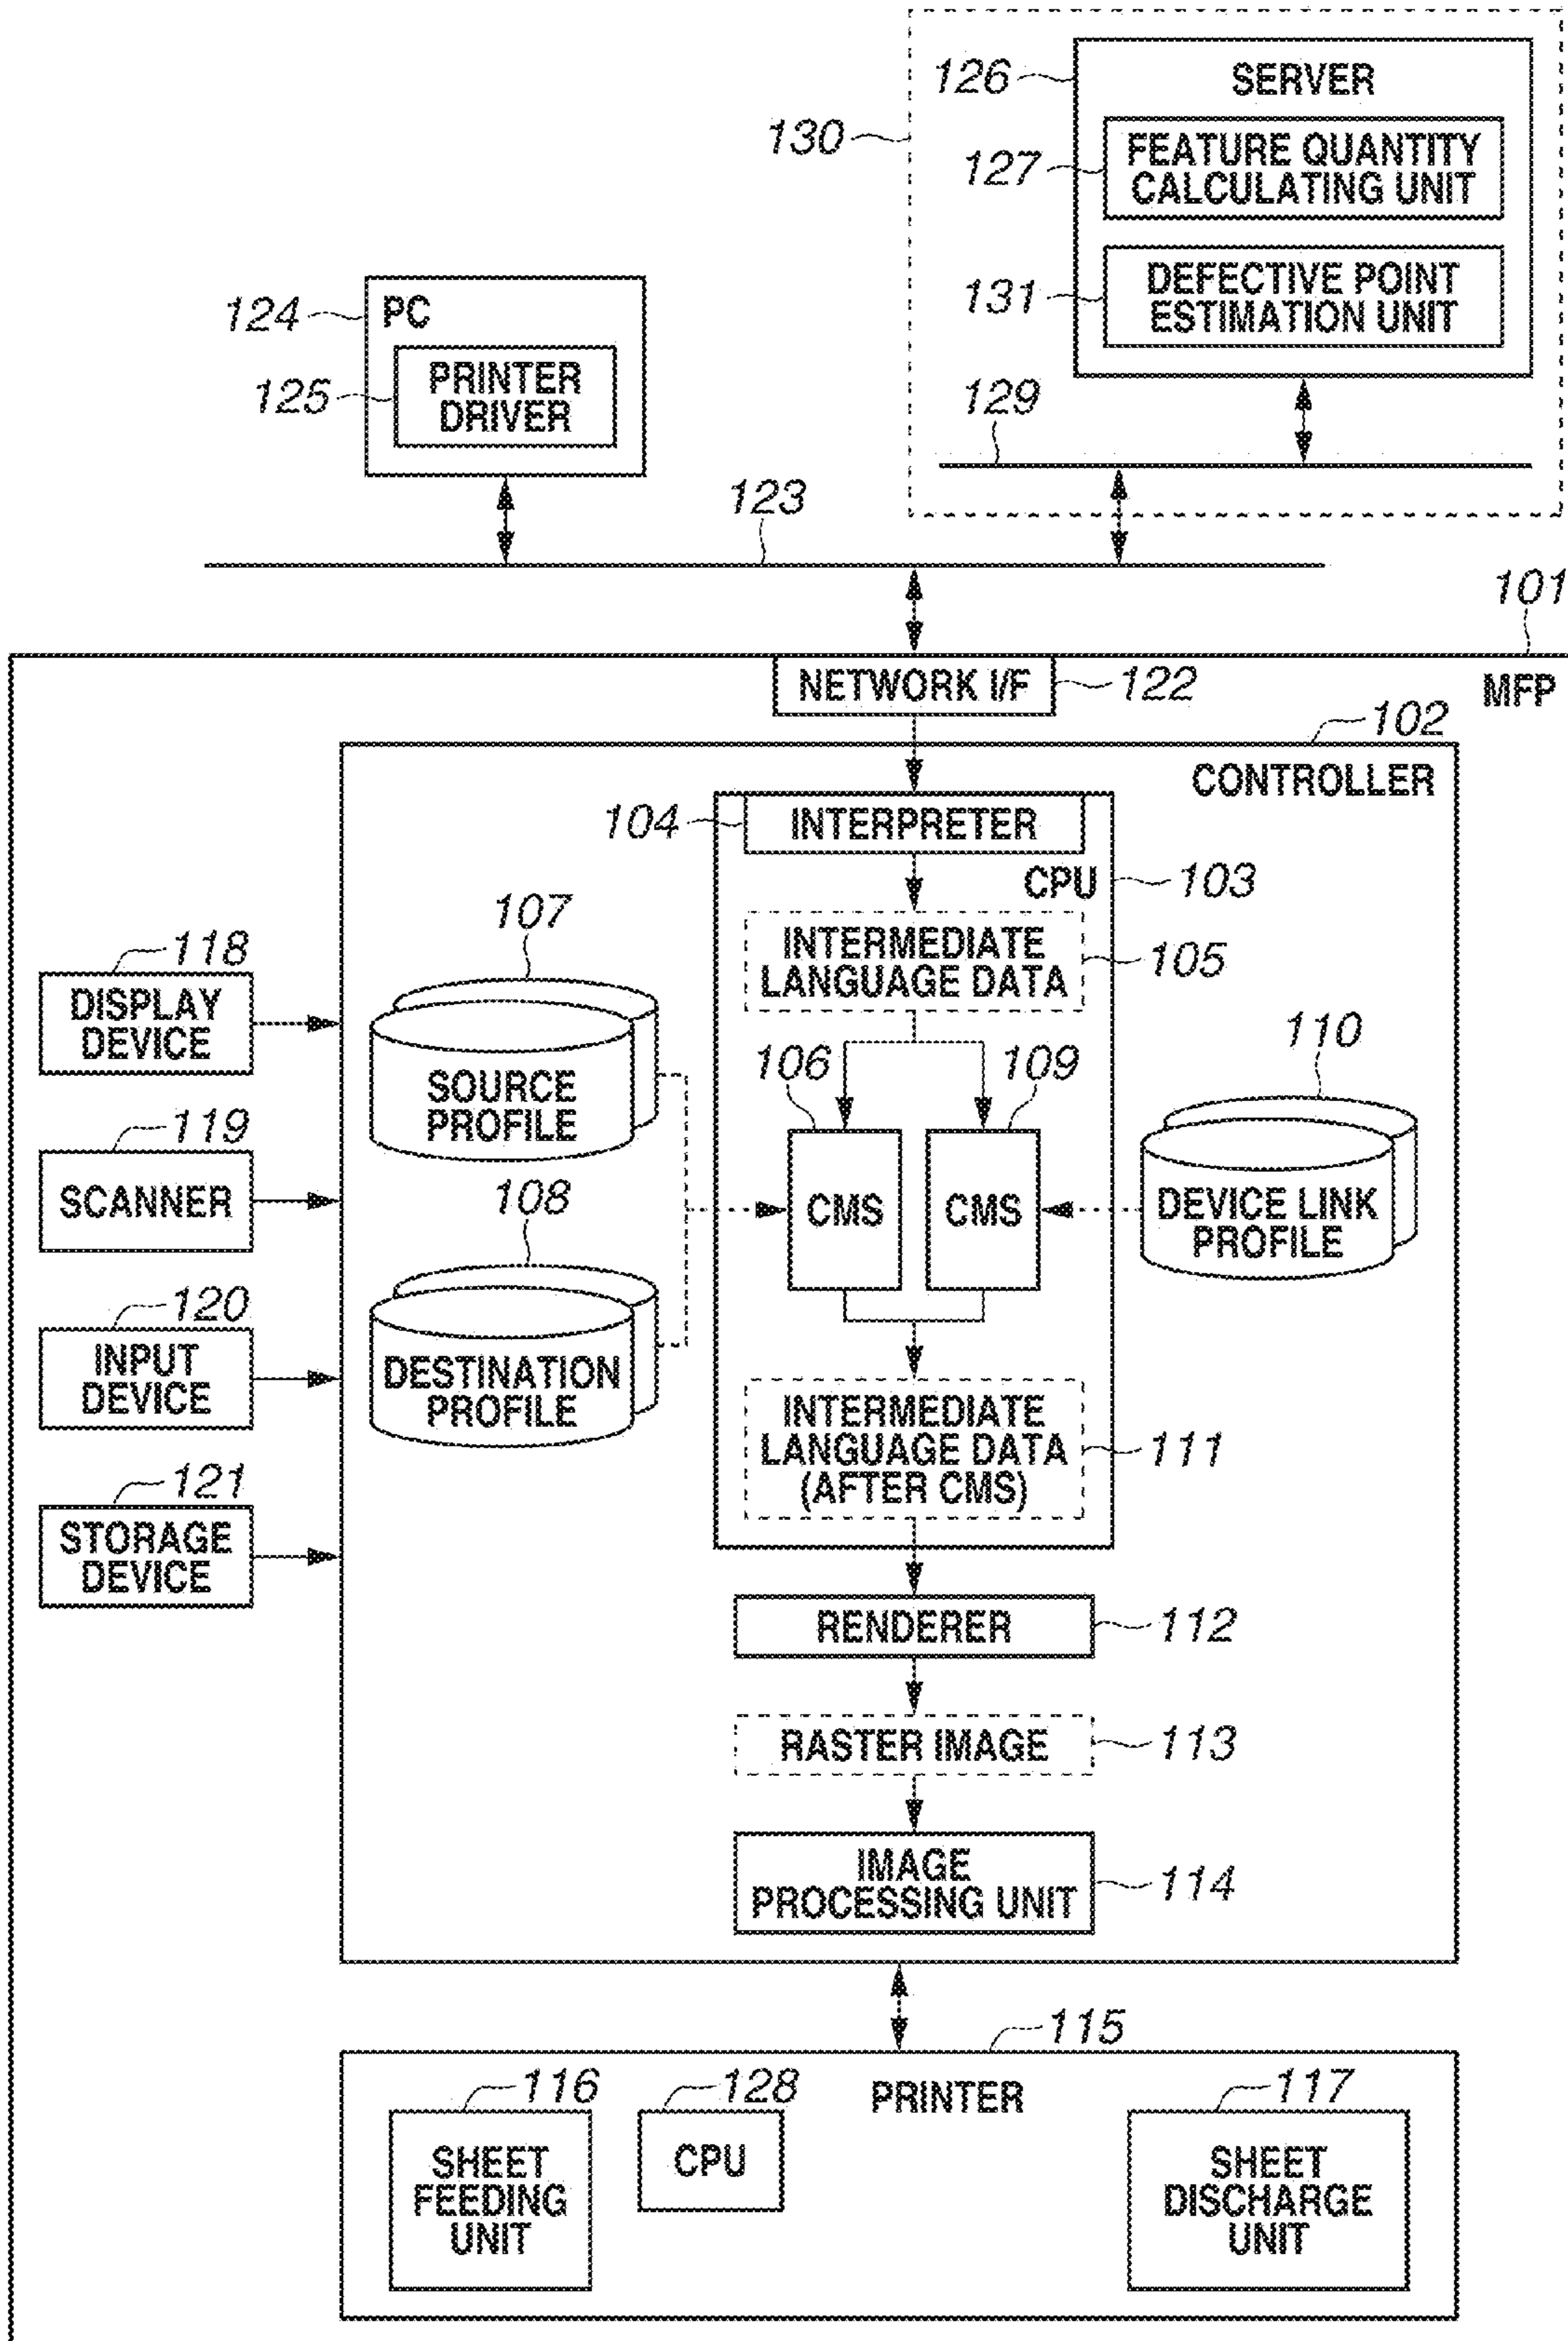 126
SERVER
130
127
FEATURE QUANTITY
CALCULATING UNIT
131
DEFECTIVE POINT
ESTIMATION UNIT
124
PC
125
PRINTER
DRIVER
129
123
101
NETWORK I/F
122
MFP
102
CONTROLLER
104
INTERPRETER
CPU
103
107
INTERMEDIATE
LANGUAGE DATA
105
118
DISPLAY
DEVICE
SOURCE
PROFILE
106
109
110
119
SCANNER
108
CMS
CMS
DEVICE LINK
PROFILE
120
INPUT
DEVICE
DESTINATION
PROFILE
INTERMEDIATE
LANGUAGE DATA
(AFTER CMS)
111
121
STORAGE
DEVICE
RENDERER
112
RASTER IMAGE
113
IMAGE
PROCESSING UNIT
114
115
PRINTER
116
SHEET
FEEDING
UNIT
128
CPU
117
SHEET
DISCHARGE
UNIT